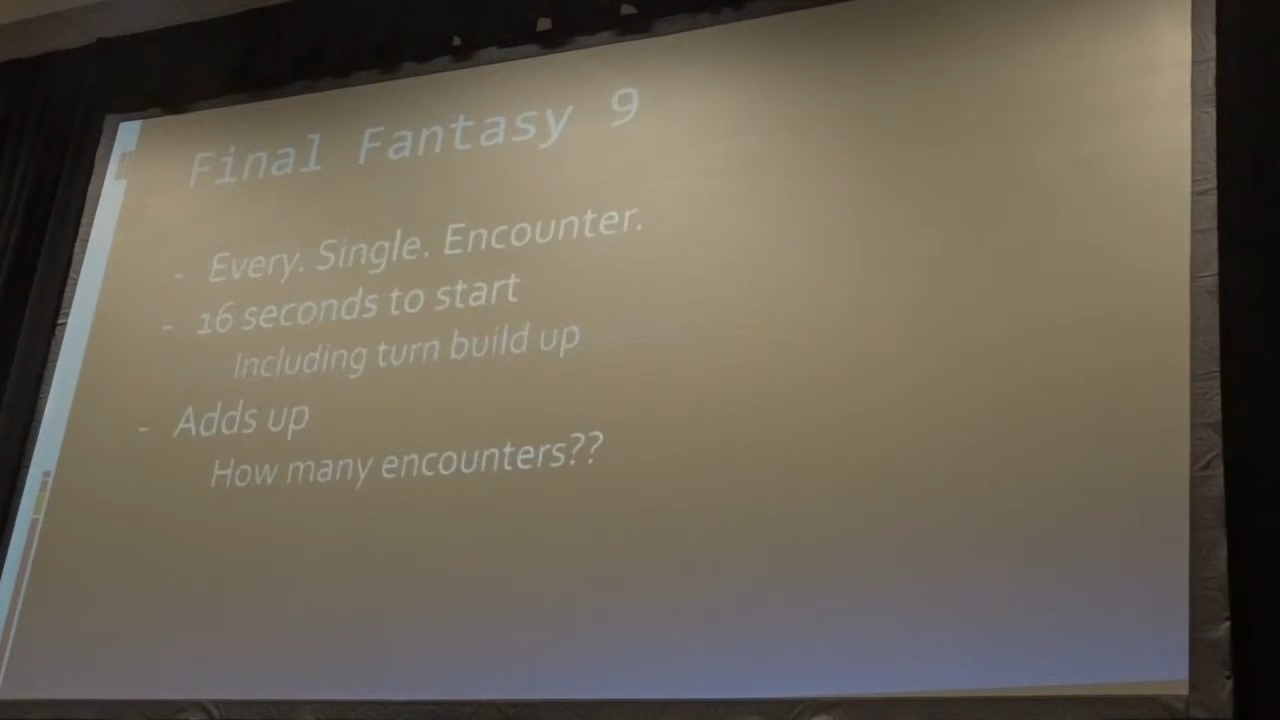 Final Fantasy 9
- Every. Single. Encounter.
- 16 seconds to start
Including turn build up
- Adds up
How many encounters??